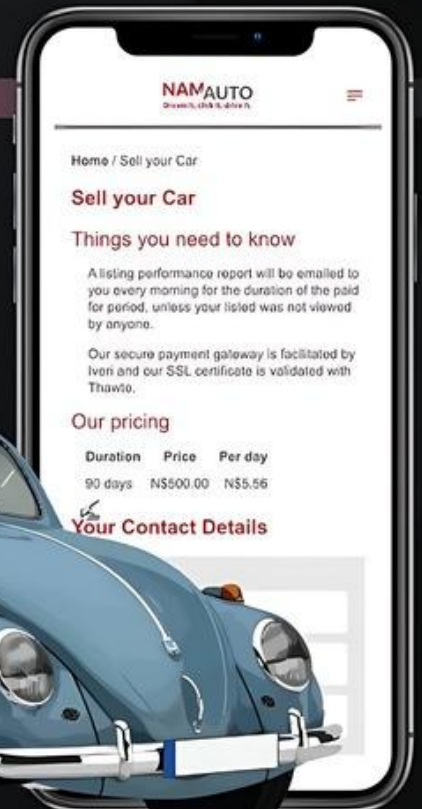 NAMAUTO
Home / Sell your Car
Sell your Car
Things you need to know
A listing performance report will be emailed to
you every morning for the duration of the paid
for period, unless your listed was not viewed
by anyone.
Our secure payment gateway is facilitated by
Iveri and our SSL certificate is validated with
Thawte.
Our pricing
Duration Price Per day
90 days N$500.00 N$5.56
Your Contact Details